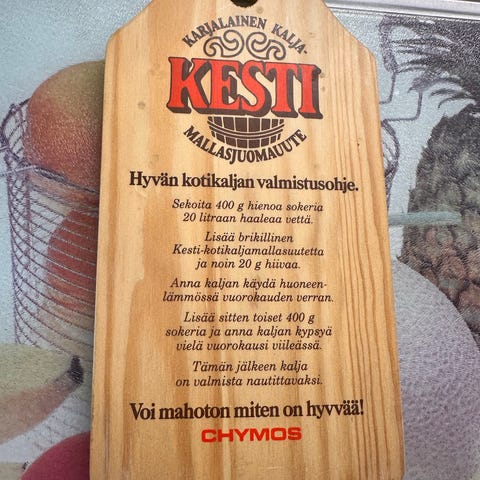 KARJALAINEN KALJA-
KESTI
MALLASJUOMAUUTE
Hyvän kotikaljan valmistusohje.
Sekoita 400 g hienoa sokeria
20 litraan haaleaa vettä.
Lisää brikillinen
Kesti-kotikaljamallasuutetta
ja noin 20 g hiivaa.
Anna kaljan käydä huoneen-
lämmössä vuorokauden verran.
Lisää sitten toiset 400 g
sokeria ja anna kaljan kypsyä
vielä vuorokausi viileässä.
Tämän jälkeen kalja
on valmista nautittavaksi.
Voi mahoton miten on hyvvää!
CHYMOS